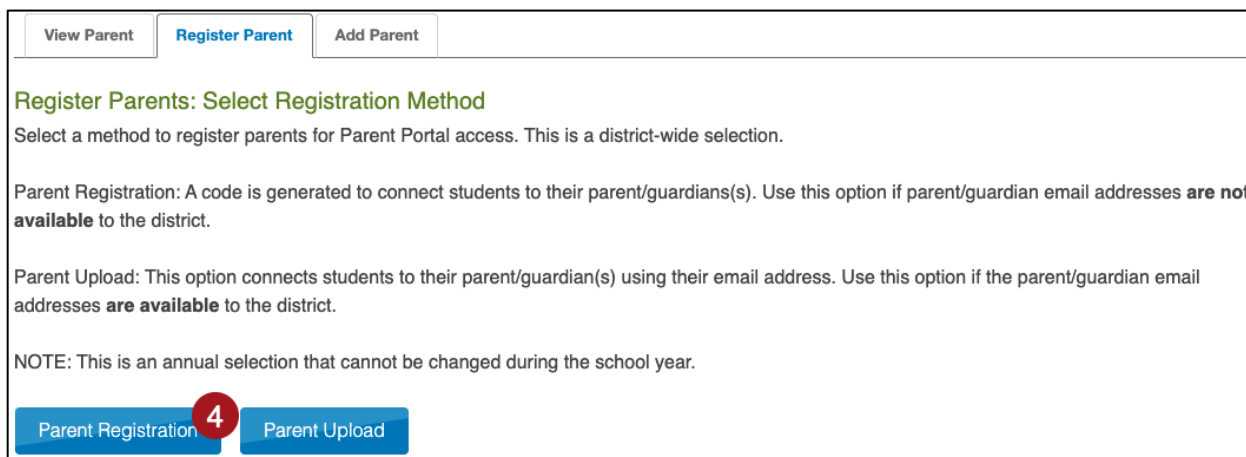 View Parent Register Parent Add Parent
Register Parents: Select Registration Method
Select a method to register parents for Parent Portal access. This is a district-wide selection.
Parent Registration: A code is generated to connect students to their parent/guardians(s). Use this option if parent/guardian email addresses are not
available to the district.
Parent Upload: This option connects students to their parent/guardian(s) using their email address. Use this option if the parent/guardian email
addresses are available to the district.
NOTE: This is an annual selection that cannot be changed during the school year.
Parent Registration 4 Parent Upload